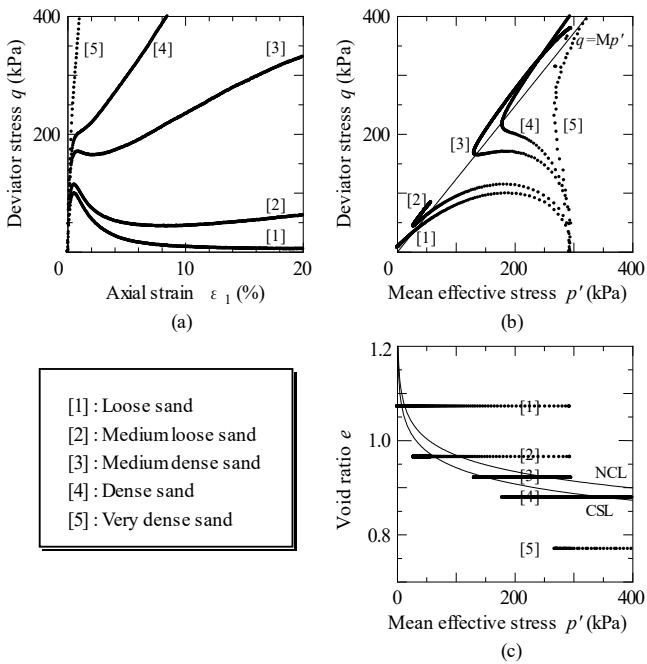 400
200
0
Deviator stress q (kPa)
[5]
[4]
[3]
[2]
[1]
0 10 20
Axial strain ε 1 (%)
(a)
400
200
0
Deviator stress q (kPa)
q=Mp′
[3]
[4]
[5]
[2]
[1]
0 200 400
Mean effective stress p′ (kPa)
(b)
[1] : Loose sand
[2] : Medium loose sand
[3] : Medium dense sand
[4] : Dense sand
[5] : Very dense sand
1.2
1.0
0.8
Void ratio e
[1]
[2]
[3]
NCL
[4]
CSL
[5]
0 200 400
Mean effective stress p′ (kPa)
(c)